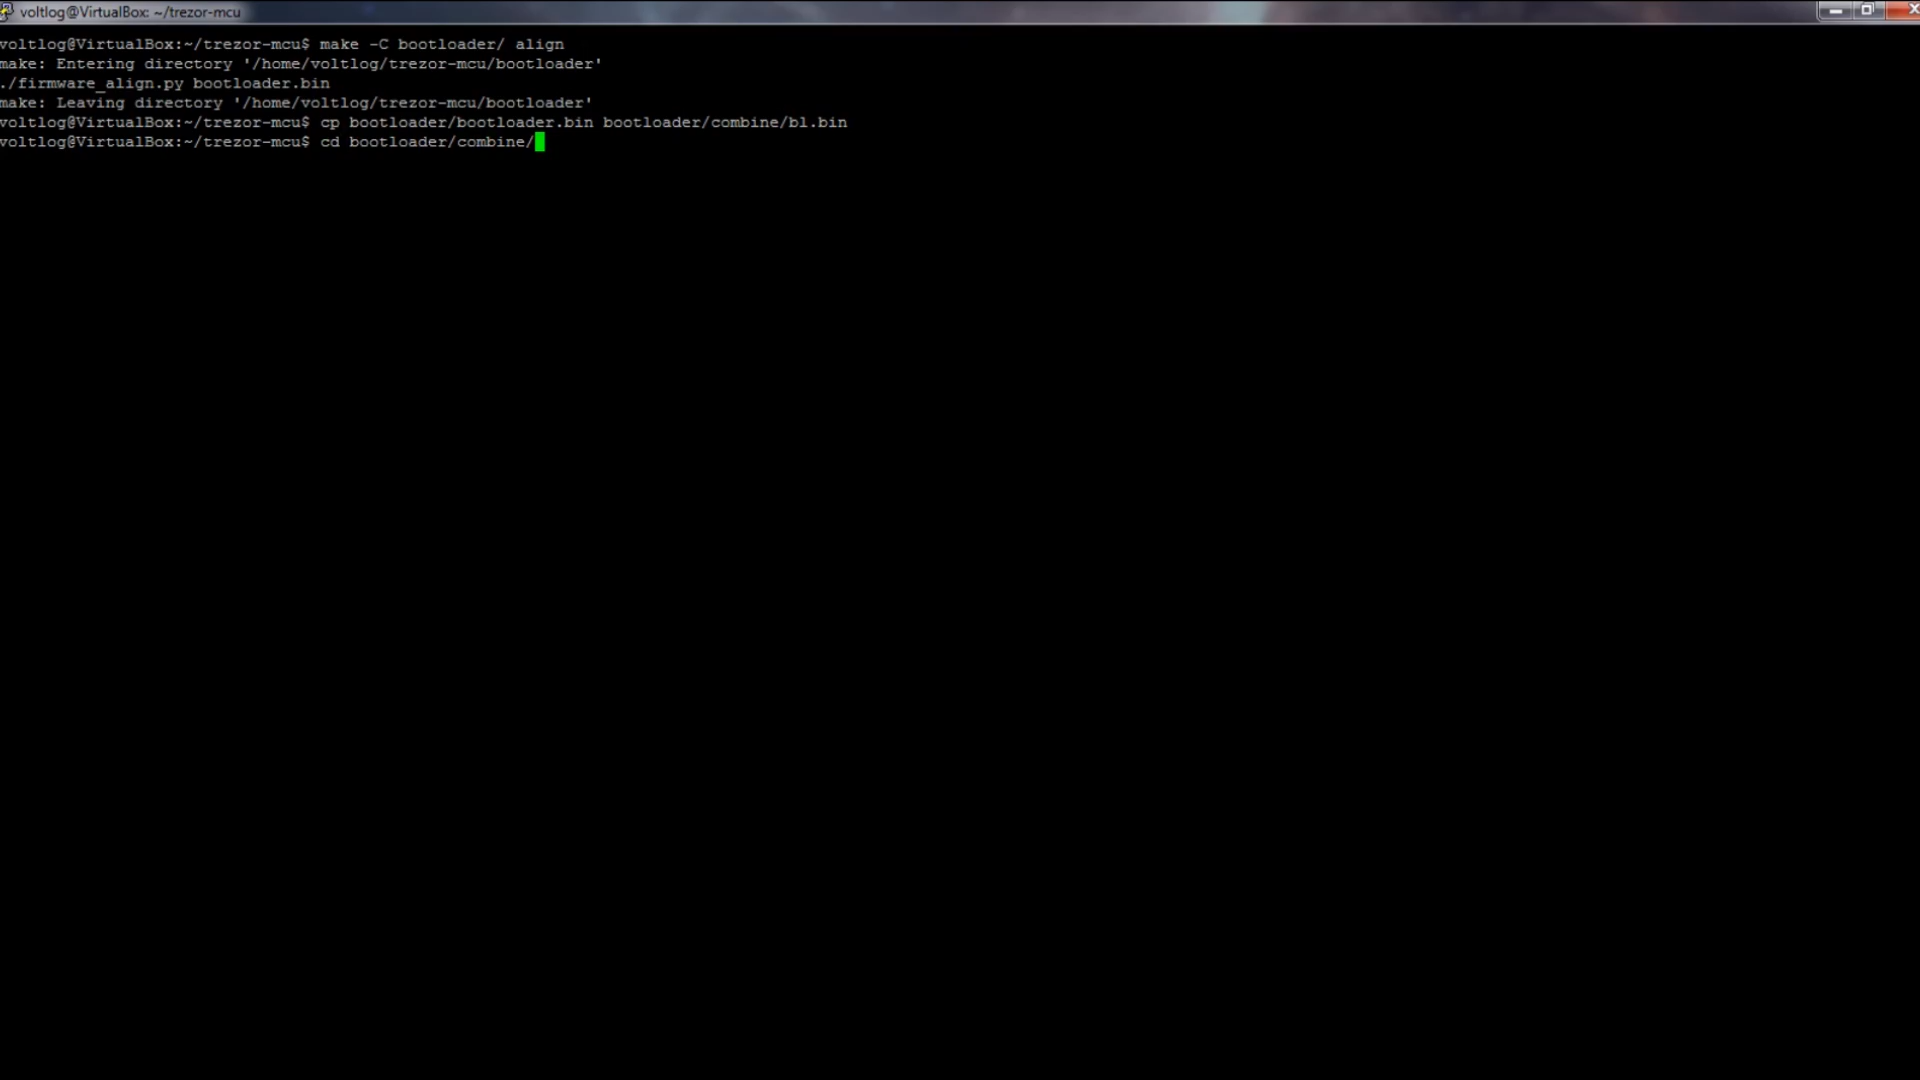 voltlog@VirtualBox: ~/trezor-mcu
voltlog@VirtualBox:~/trezor-mcu$ make -C bootloader/ align
make: Entering directory '/home/voltlog/trezor-mcu/bootloader'
./firmware_align.py bootloader.bin
make: Leaving directory '/home/voltlog/trezor-mcu/bootloader'
voltlog@VirtualBox:~/trezor-mcu$ cp bootloader/bootloader.bin bootloader/combine/bl.bin
voltlog@VirtualBox:~/trezor-mcu$ cd bootloader/combine/